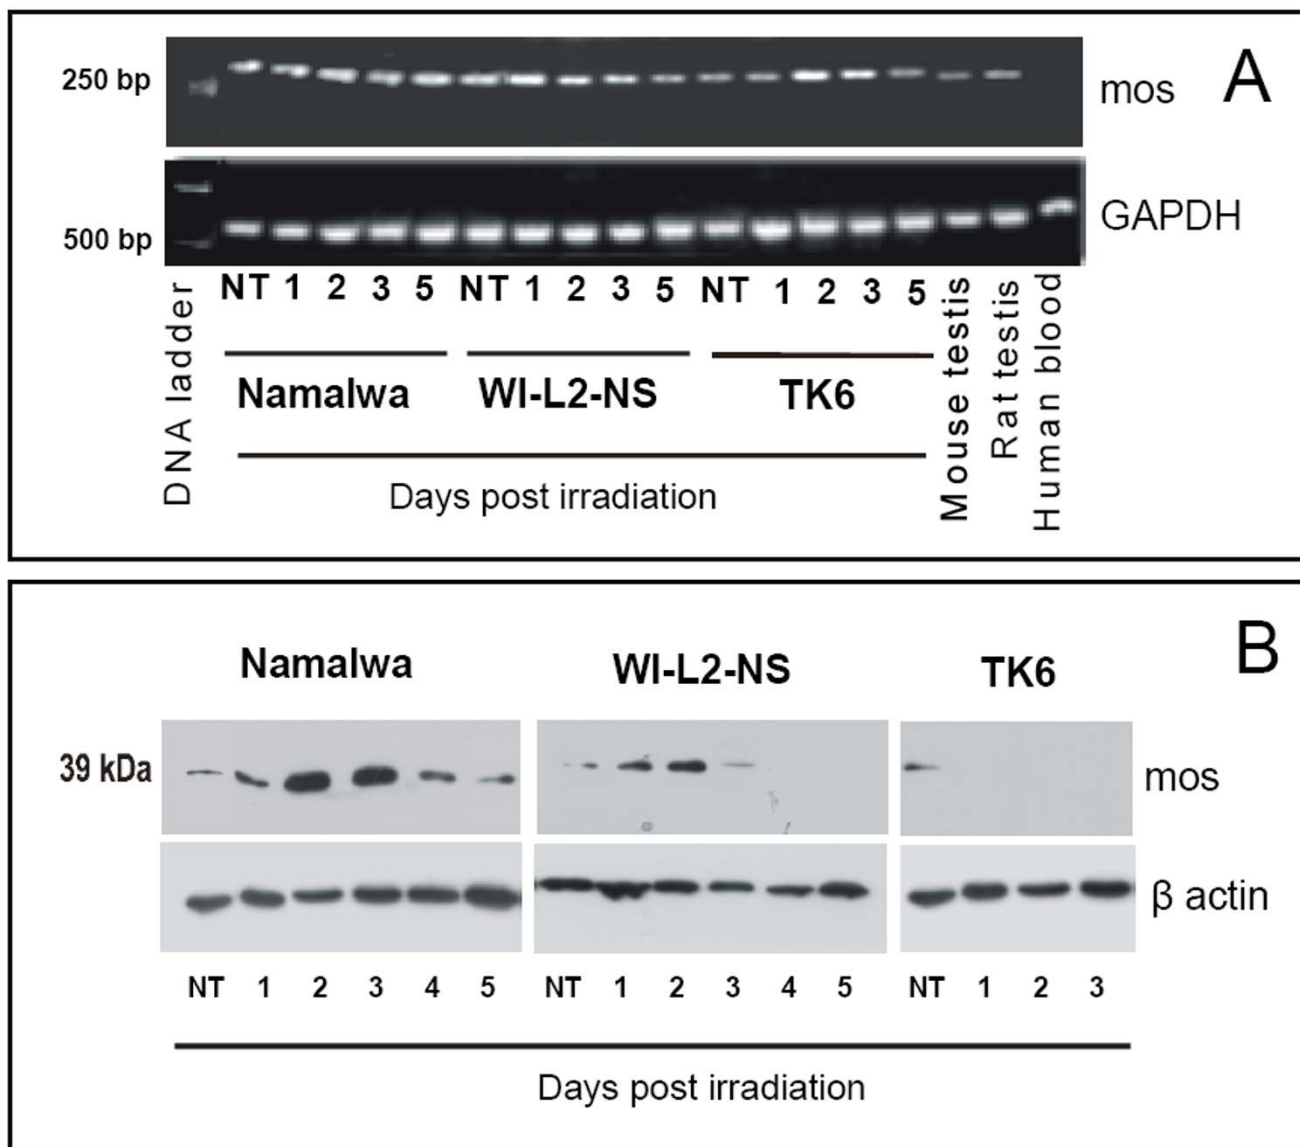 A
250 bp
mos
GAPDH
500 bp
NT 1 2 3 5 NT 1 2 3 5 NT 1 2 3 5
DNA ladder
Mouse testis
Rat testis
Human blood
Namalwa WI-L2-NS TK6
Days post irradiation
B
Namalwa WI-L2-NS TK6
39 kDa
mos
β actin
NT 1 2 3 4 5 NT 1 2 3 4 5 NT 1 2 3
Days post irradiation